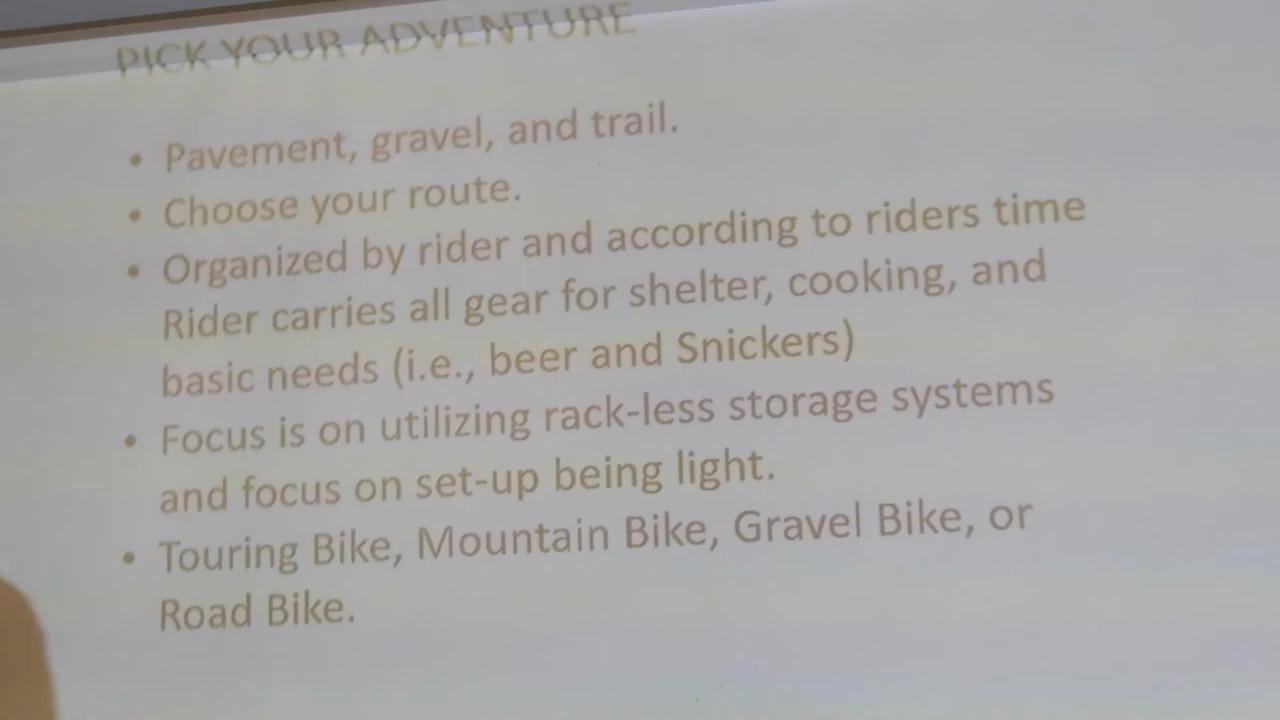 PICK YOUR ADVENTURE
• Pavement, gravel, and trail.
• Choose your route.
• Organized by rider and according to riders time
Rider carries all gear for shelter, cooking, and
basic needs (i.e., beer and Snickers)
• Focus is on utilizing rack-less storage systems
and focus on set-up being light.
• Touring Bike, Mountain Bike, Gravel Bike, or
Road Bike.